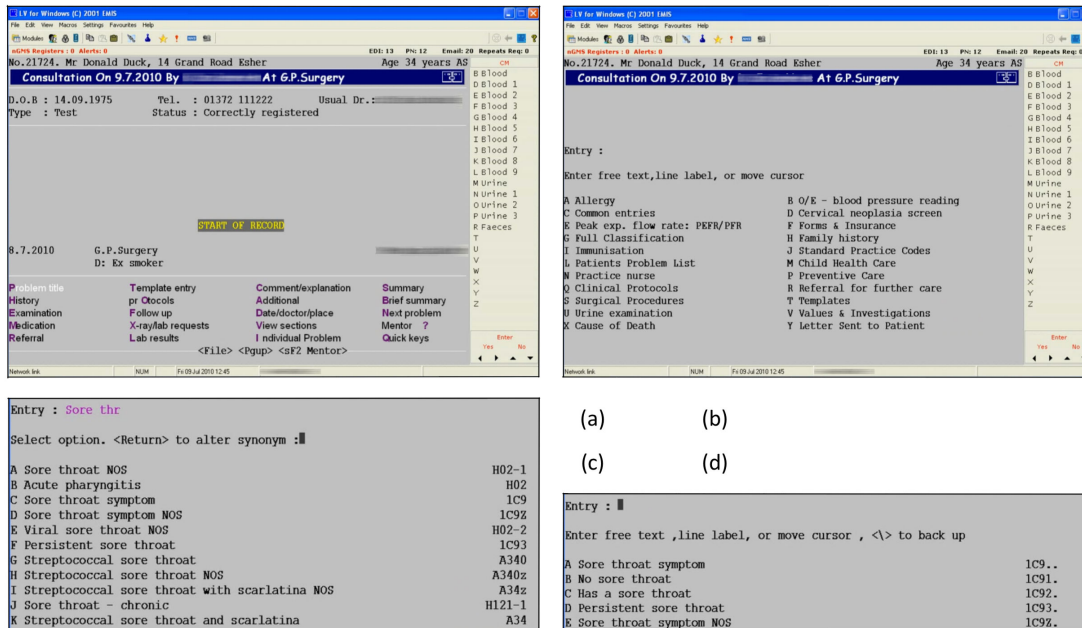 LV for Windows (C) 2001 EMIS
File Edit View Macros Settings Favourites Help
Modules
nGMS Registers : 0 Alerts: 0 EDI: 13 PN: 12 Email: 20 Repeats Req: 0
No.21724. Mr Donald Duck, 14 Grand Road Esher Age 34 years AS
Consultation On 9.7.2010 By At G.P.Surgery
D.O.B : 14.09.1975 Tel. : 01372 111222 Usual Dr.:
Type : Test Status : Correctly registered
START OF RECORD
8.7.2010 G.P.Surgery
D: Ex smoker
Problem title Template entry Comment/explanation Summary
History pr Otocols Additional Brief summary
Examination Follow up Date/doctor/place Next problem
Medication X-ray/lab requests View sections Mentor ?
Referral Lab results I ndividual Problem Quick keys
<File> <Pgup> <sF2 Mentor>
CM
B Blood
D Blood 1
E Blood 2
F Blood 3
G Blood 4
H Blood 5
I Blood 6
J Blood 7
K Blood 8
L Blood 9
M Urine
N Urine 1
O Urine 2
P Urine 3
R Faeces
T
U
V
W
X
Y
Z
Enter
Yes No
Network link NUM Fri 09 Jul 2010 12:45
LV for Windows (C) 2001 EMIS
File Edit View Macros Settings Favourites Help
Modules
nGMS Registers : 0 Alerts: 0 EDI: 13 PN: 12 Email: 20 Repeats Req: 0
No.21724. Mr Donald Duck, 14 Grand Road Esher Age 34 years AS
Consultation On 9.7.2010 By At G.P.Surgery
Entry :
Enter free text,line label, or move cursor
A Allergy B O/E - blood pressure reading
C Common entries D Cervical neoplasia screen
E Peak exp. flow rate: PEFR/PFR F Forms & Insurance
G Full Classification H Family history
I Immunisation J Standard Practice Codes
L Patients Problem List M Child Health Care
N Practice nurse P Preventive Care
Q Clinical Protocols R Referral for further care
S Surgical Procedures T Templates
U Urine examination V Values & Investigations
X Cause of Death Y Letter Sent to Patient
CM
B Blood
D Blood 1
E Blood 2
F Blood 3
G Blood 4
H Blood 5
I Blood 6
J Blood 7
K Blood 8
L Blood 9
M Urine
N Urine 1
O Urine 2
P Urine 3
R Faeces
T
U
V
W
X
Y
Z
Enter
Yes No
Network link NUM Fri 09 Jul 2010 12:45
Entry : Sore thr
Select option. <Return> to alter synonym :
A Sore throat NOS H02-1
B Acute pharyngitis H02
C Sore throat symptom 1C9
D Sore throat symptom NOS 1C9Z
E Viral sore throat NOS H02-2
F Persistent sore throat 1C93
G Streptococcal sore throat A340
H Streptococcal sore throat NOS A340z
I Streptococcal sore throat with scarlatina NOS A34z
J Sore throat - chronic H121-1
K Streptococcal sore throat and scarlatina A34
(a) (b)
(c) (d)
Entry :
Enter free text ,line label, or move cursor , <\> to back up
A Sore throat symptom 1C9..
B No sore throat 1C91.
C Has a sore throat 1C92.
D Persistent sore throat 1C93.
E Sore throat symptom NOS 1C9Z.